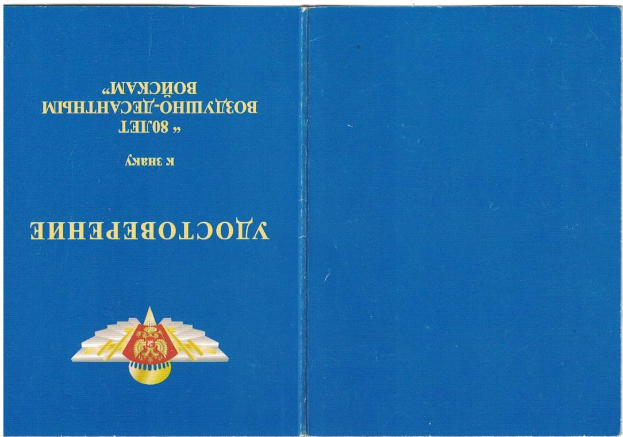 УДОСТОВЕРЕНИЕ
К ЗНАКУ
“ 80ЛЕТ
ВОЗДУШНО-ДЕСАНТНЫМ
ВОЙСКАМ”